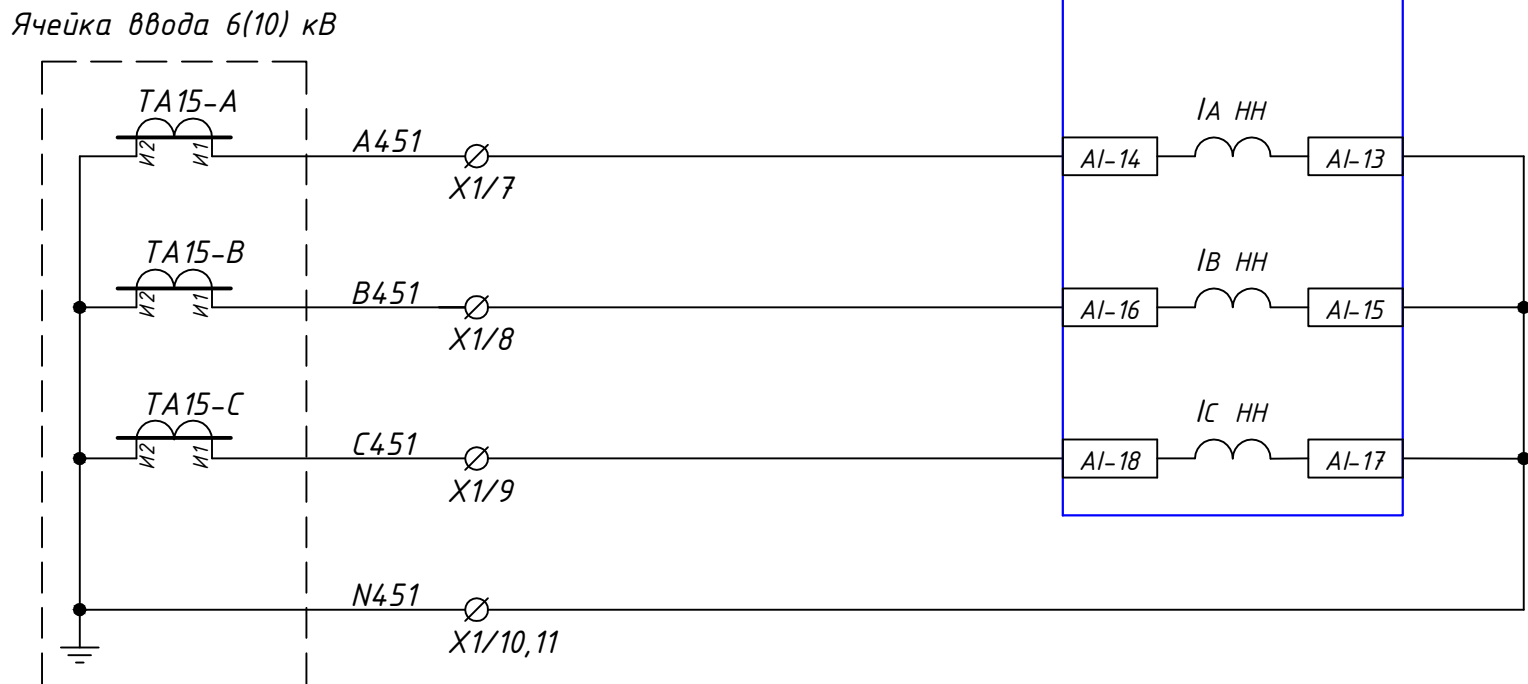 Ячейка ввода 6(10) кВ
TA15-A
И2
И1
A451
X1/7
IA НН
AI-14
AI-13
TA15-B
И2
И1
B451
X1/8
IB НН
AI-16
AI-15
TA15-C
И2
И1
C451
X1/9
IC НН
AI-18
AI-17
N451
X1/10,11